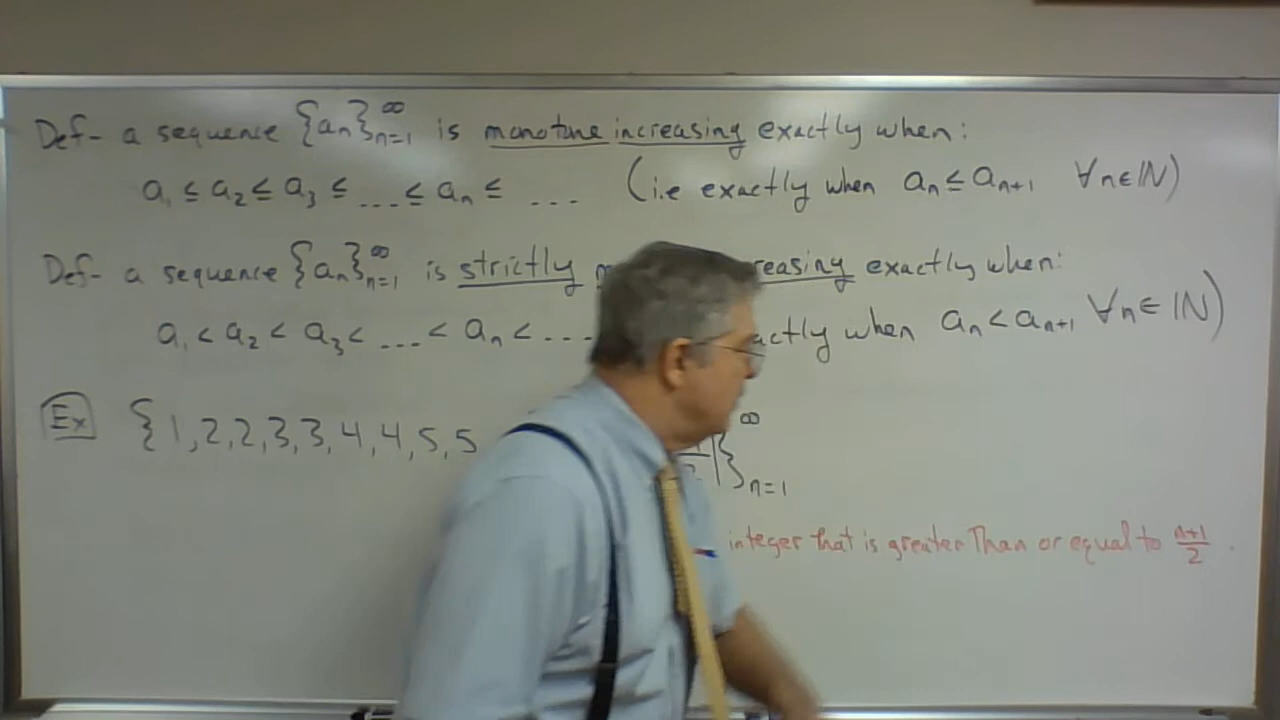 Def- a sequence {aₙ}ₙ₌₁^∞ is monotone increasing exactly when:
a₁ ≤ a₂ ≤ a₃ ≤ ... ≤ aₙ ≤ ... (i.e exactly when aₙ ≤ aₙ₊₁ ∀n∈ℕ)
Def- a sequence {aₙ}ₙ₌₁^∞ is strictly reasing exactly when:
a₁ < a₂ < a₃ < ... < aₙ < ... actly when aₙ < aₙ₊₁ ∀n∈ℕ)
Ex {1,2,2,3,3,4,4,5,5 }ₙ₌₁^∞
integer that is greater than or equal to (n+1)/2.